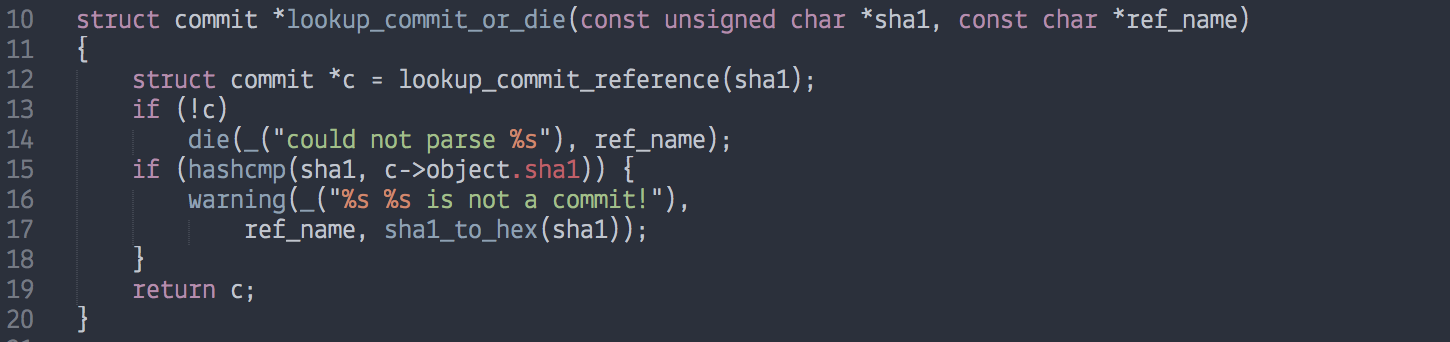 10 struct commit *lookup_commit_or_die(const unsigned char *sha1, const char *ref_name)
11 {
12     struct commit *c = lookup_commit_reference(sha1);
13     if (!c)
14         die(_("could not parse %s"), ref_name);
15     if (hashcmp(sha1, c->object.sha1)) {
16         warning(_("%s %s is not a commit!"),
17             ref_name, sha1_to_hex(sha1));
18     }
19     return c;
20 }